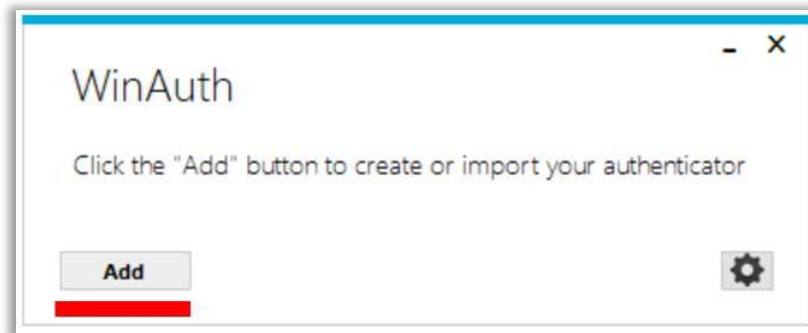 WinAuth
Click the "Add" button to create or import your authenticator
Add